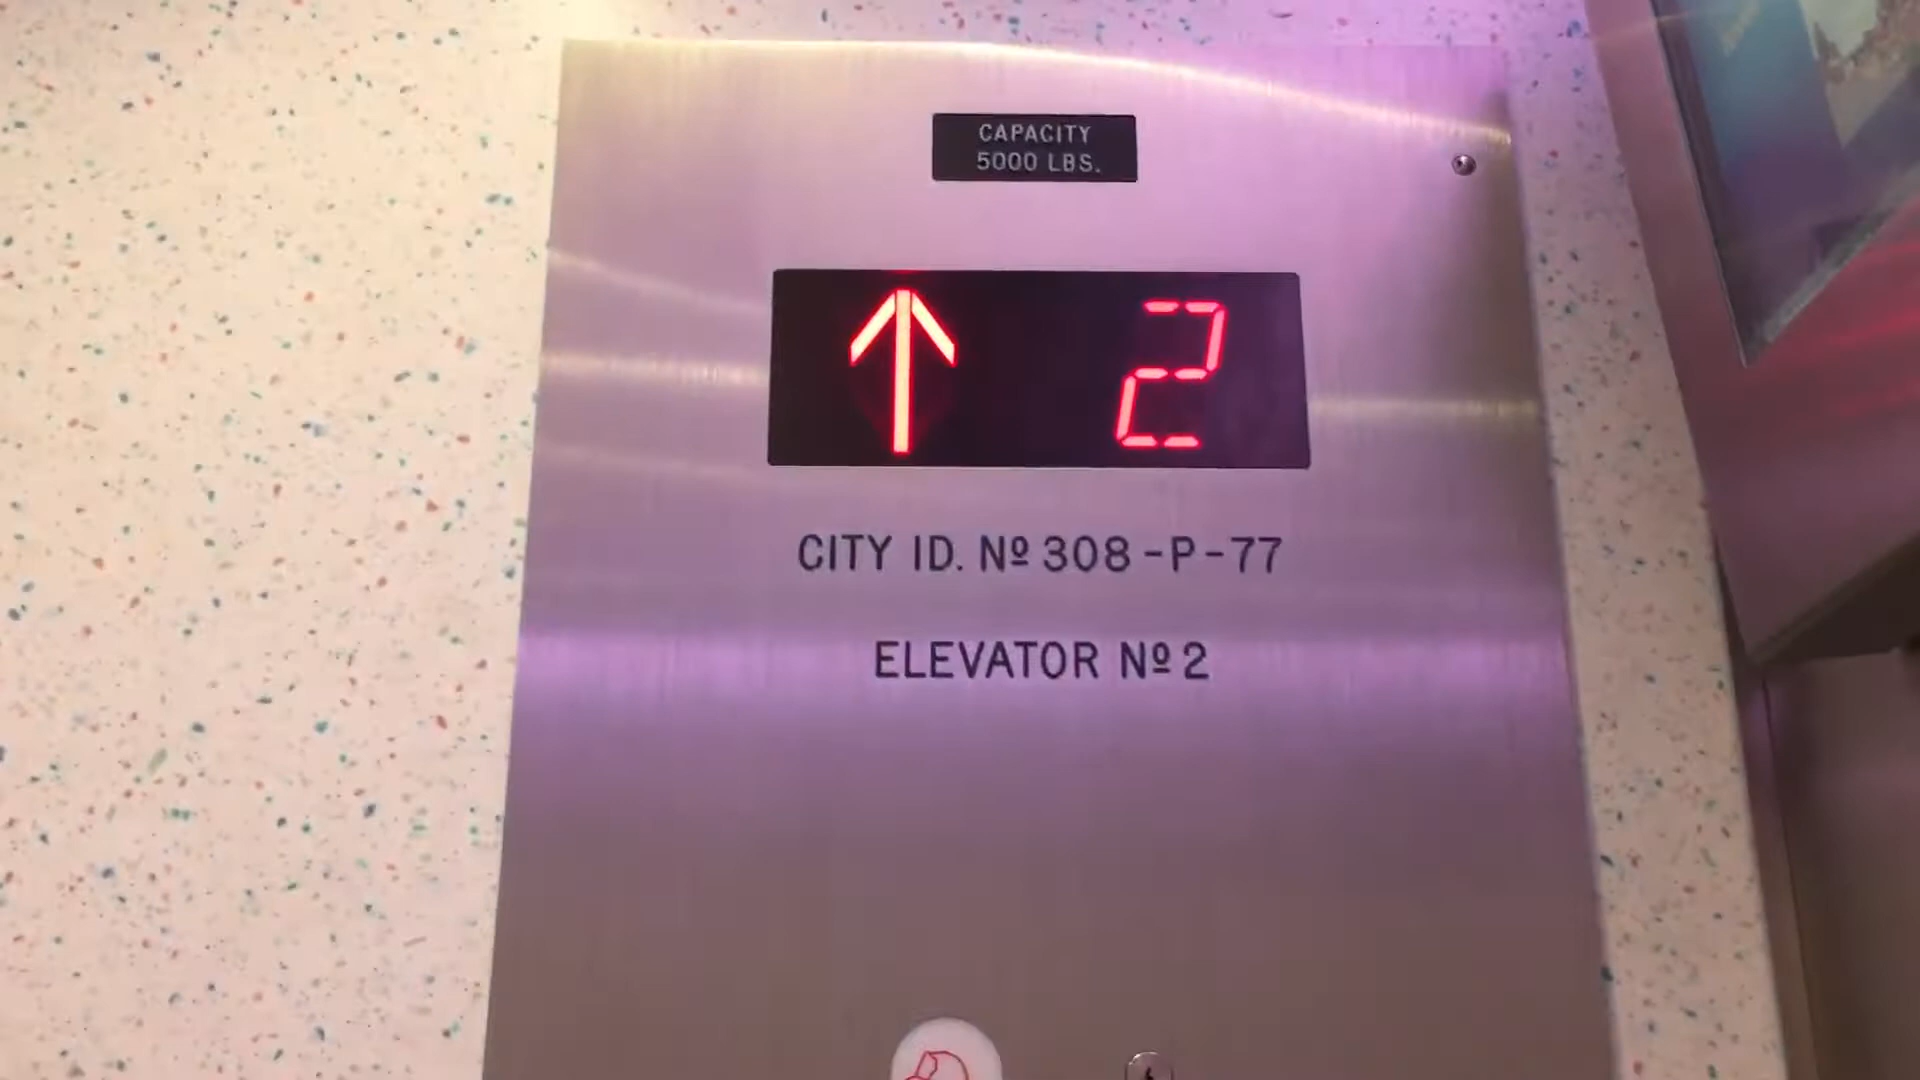 CAPACITY
5000 LBS.
↑ 2
CITY ID. Nº 308-P-77
ELEVATOR Nº 2